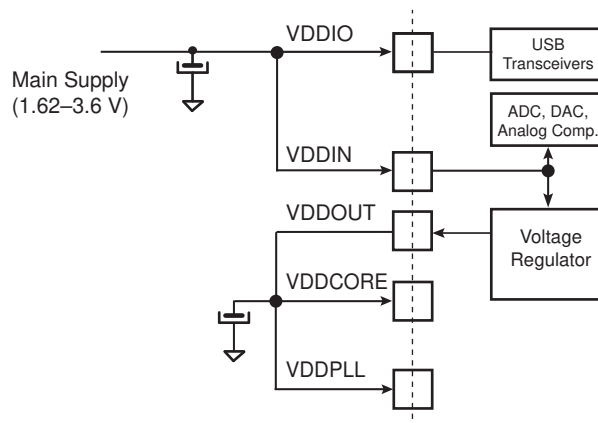 VDDIO
USB
Transceivers
Main Supply
(1.62–3.6 V)
ADC, DAC,
Analog Comp.
VDDIN
VDDOUT
Voltage
Regulator
VDDCORE
VDDPLL